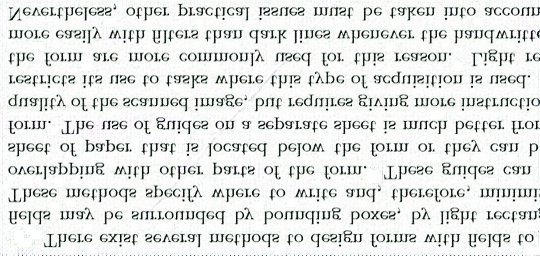 There exist several methods to design forms with fields to
fields may be surrounded by bounding boxes, by light rectang
These methods specify where to write and, therefore, minimis
overlapping with other parts of the form. These guides can
sheet of paper that is located below the form or they can b
form. The use of guides on a separate sheet is much better fror
quality of the scanned image, but requires giving more instructio
restricts its use to tasks where this type of acquisition is used.
the form are more commonly used for this reason. Light re
more easily with filters than dark lines whenever the handwritte
Nevertheless, other practical issues must be taken into accoun